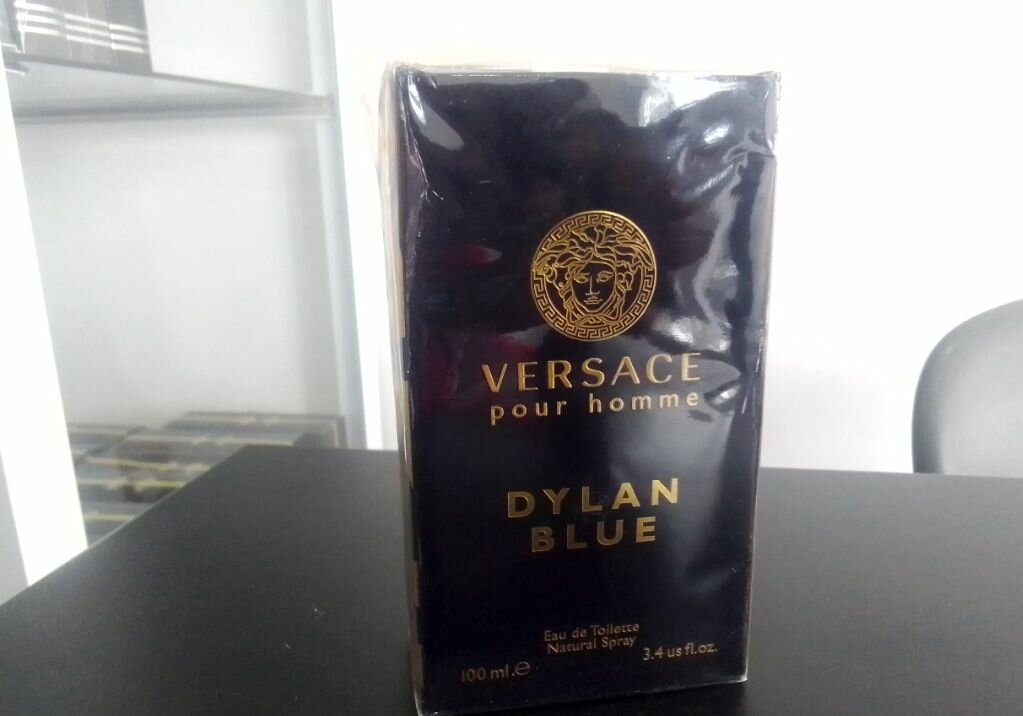 VERSACE
pour homme
DYLAN
BLUE
Eau de Toilette
Natural Spray
100 ml.℮
3.4 us fl.oz.